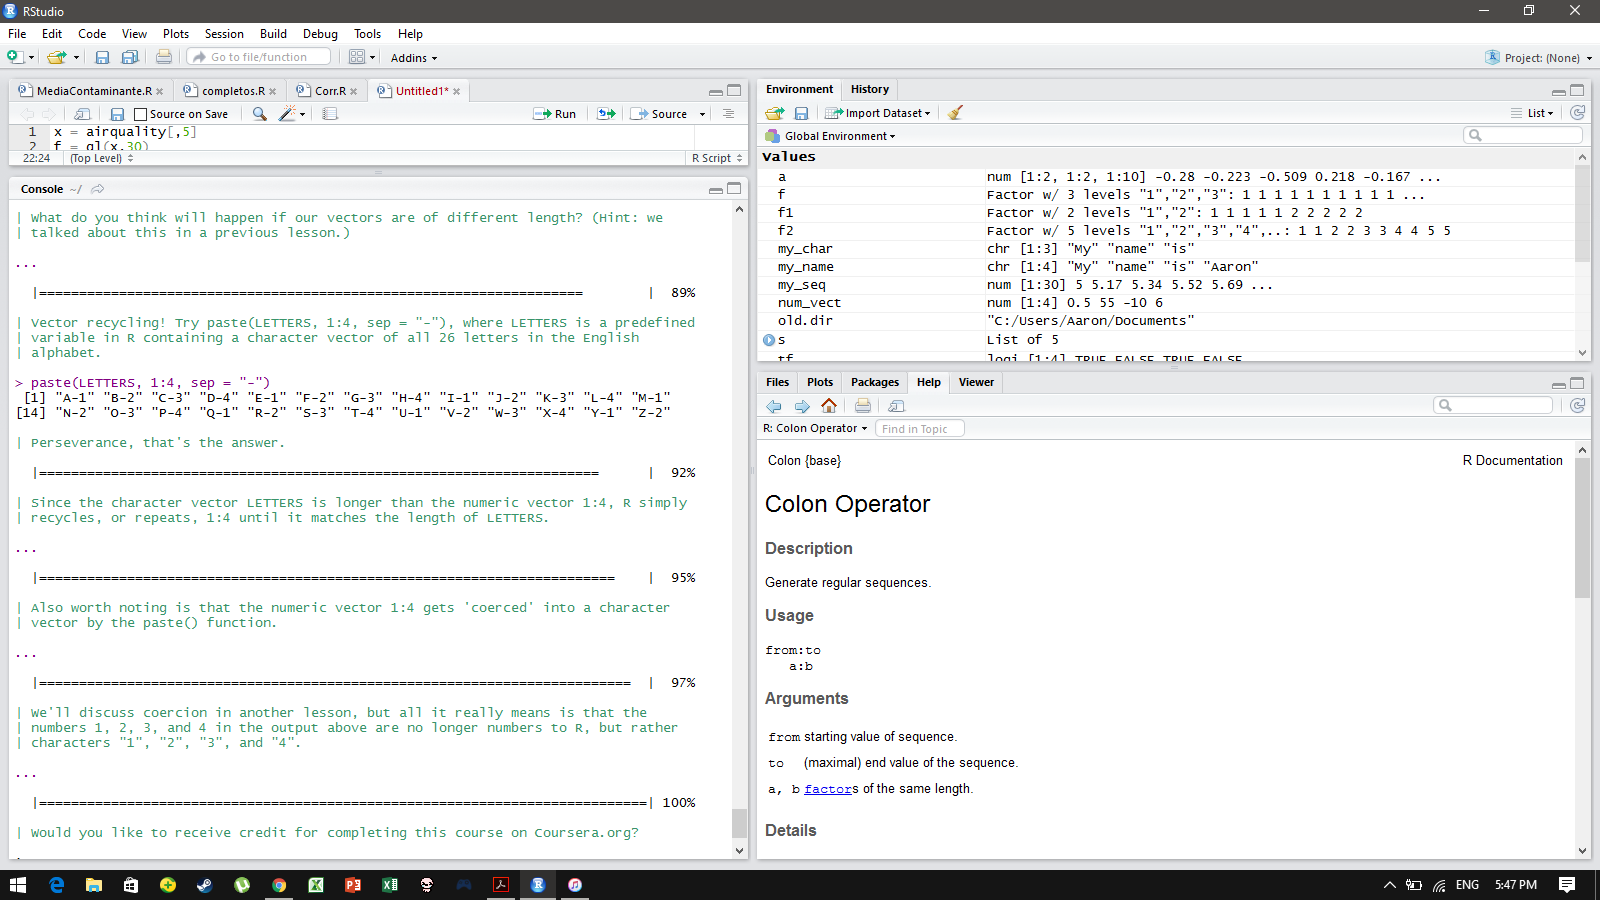 RStudio
File Edit Code View Plots Session Build Debug Tools Help
Go to file/function Addins Project: (None)
MediaContaminante.R completos.R Corr.R Untitled1*
Source on Save Run Source
1 x = airquality[,5]
2 f = gl(x,30)
22:24 (Top Level) R Script
Console ~/
| What do you think will happen if our vectors are of different length? (Hint: we
| talked about this in a previous lesson.)
...
|=================================================================== | 89%
| Vector recycling! Try paste(LETTERS, 1:4, sep = "-"), where LETTERS is a predefined
| variable in R containing a character vector of all 26 letters in the English
| alphabet.
> paste(LETTERS, 1:4, sep = "-")
[1] "A-1" "B-2" "C-3" "D-4" "E-1" "F-2" "G-3" "H-4" "I-1" "J-2" "K-3" "L-4" "M-1"
[14] "N-2" "O-3" "P-4" "Q-1" "R-2" "S-3" "T-4" "U-1" "V-2" "W-3" "X-4" "Y-1" "Z-2"
| Perseverance, that's the answer.
|===================================================================== | 92%
| Since the character vector LETTERS is longer than the numeric vector 1:4, R simply
| recycles, or repeats, 1:4 until it matches the length of LETTERS.
...
|======================================================================= | 95%
| Also worth noting is that the numeric vector 1:4 gets 'coerced' into a character
| vector by the paste() function.
...
|========================================================================= | 97%
| We'll discuss coercion in another lesson, but all it really means is that the
| numbers 1, 2, 3, and 4 in the output above are no longer numbers to R, but rather
| characters "1", "2", "3", and "4".
...
|===========================================================================| 100%
| Would you like to receive credit for completing this course on Coursera.org?
Environment History
Import Dataset List
Global Environment
Values
a num [1:2, 1:2, 1:10] -0.28 -0.223 -0.509 0.218 -0.167 ...
f Factor w/ 3 levels "1","2","3": 1 1 1 1 1 1 1 1 1 1 ...
f1 Factor w/ 2 levels "1","2": 1 1 1 1 1 2 2 2 2 2
f2 Factor w/ 5 levels "1","2","3","4",..: 1 1 2 2 3 3 4 4 5 5
my_char chr [1:3] "My" "name" "is"
my_name chr [1:4] "My" "name" "is" "Aaron"
my_seq num [1:30] 5 5.17 5.34 5.52 5.69 ...
num_vect num [1:4] 0.5 55 -10 6
old.dir "C:/Users/Aaron/Documents"
s List of 5
tf logi [1:4] TRUE FALSE TRUE FALSE
Files Plots Packages Help Viewer
R: Colon Operator Find in Topic
Colon {base} R Documentation
Colon Operator
Description
Generate regular sequences.
Usage
from:to
a:b
Arguments
from starting value of sequence.
to (maximal) end value of the sequence.
a, b factors of the same length.
Details
ENG 5:47 PM